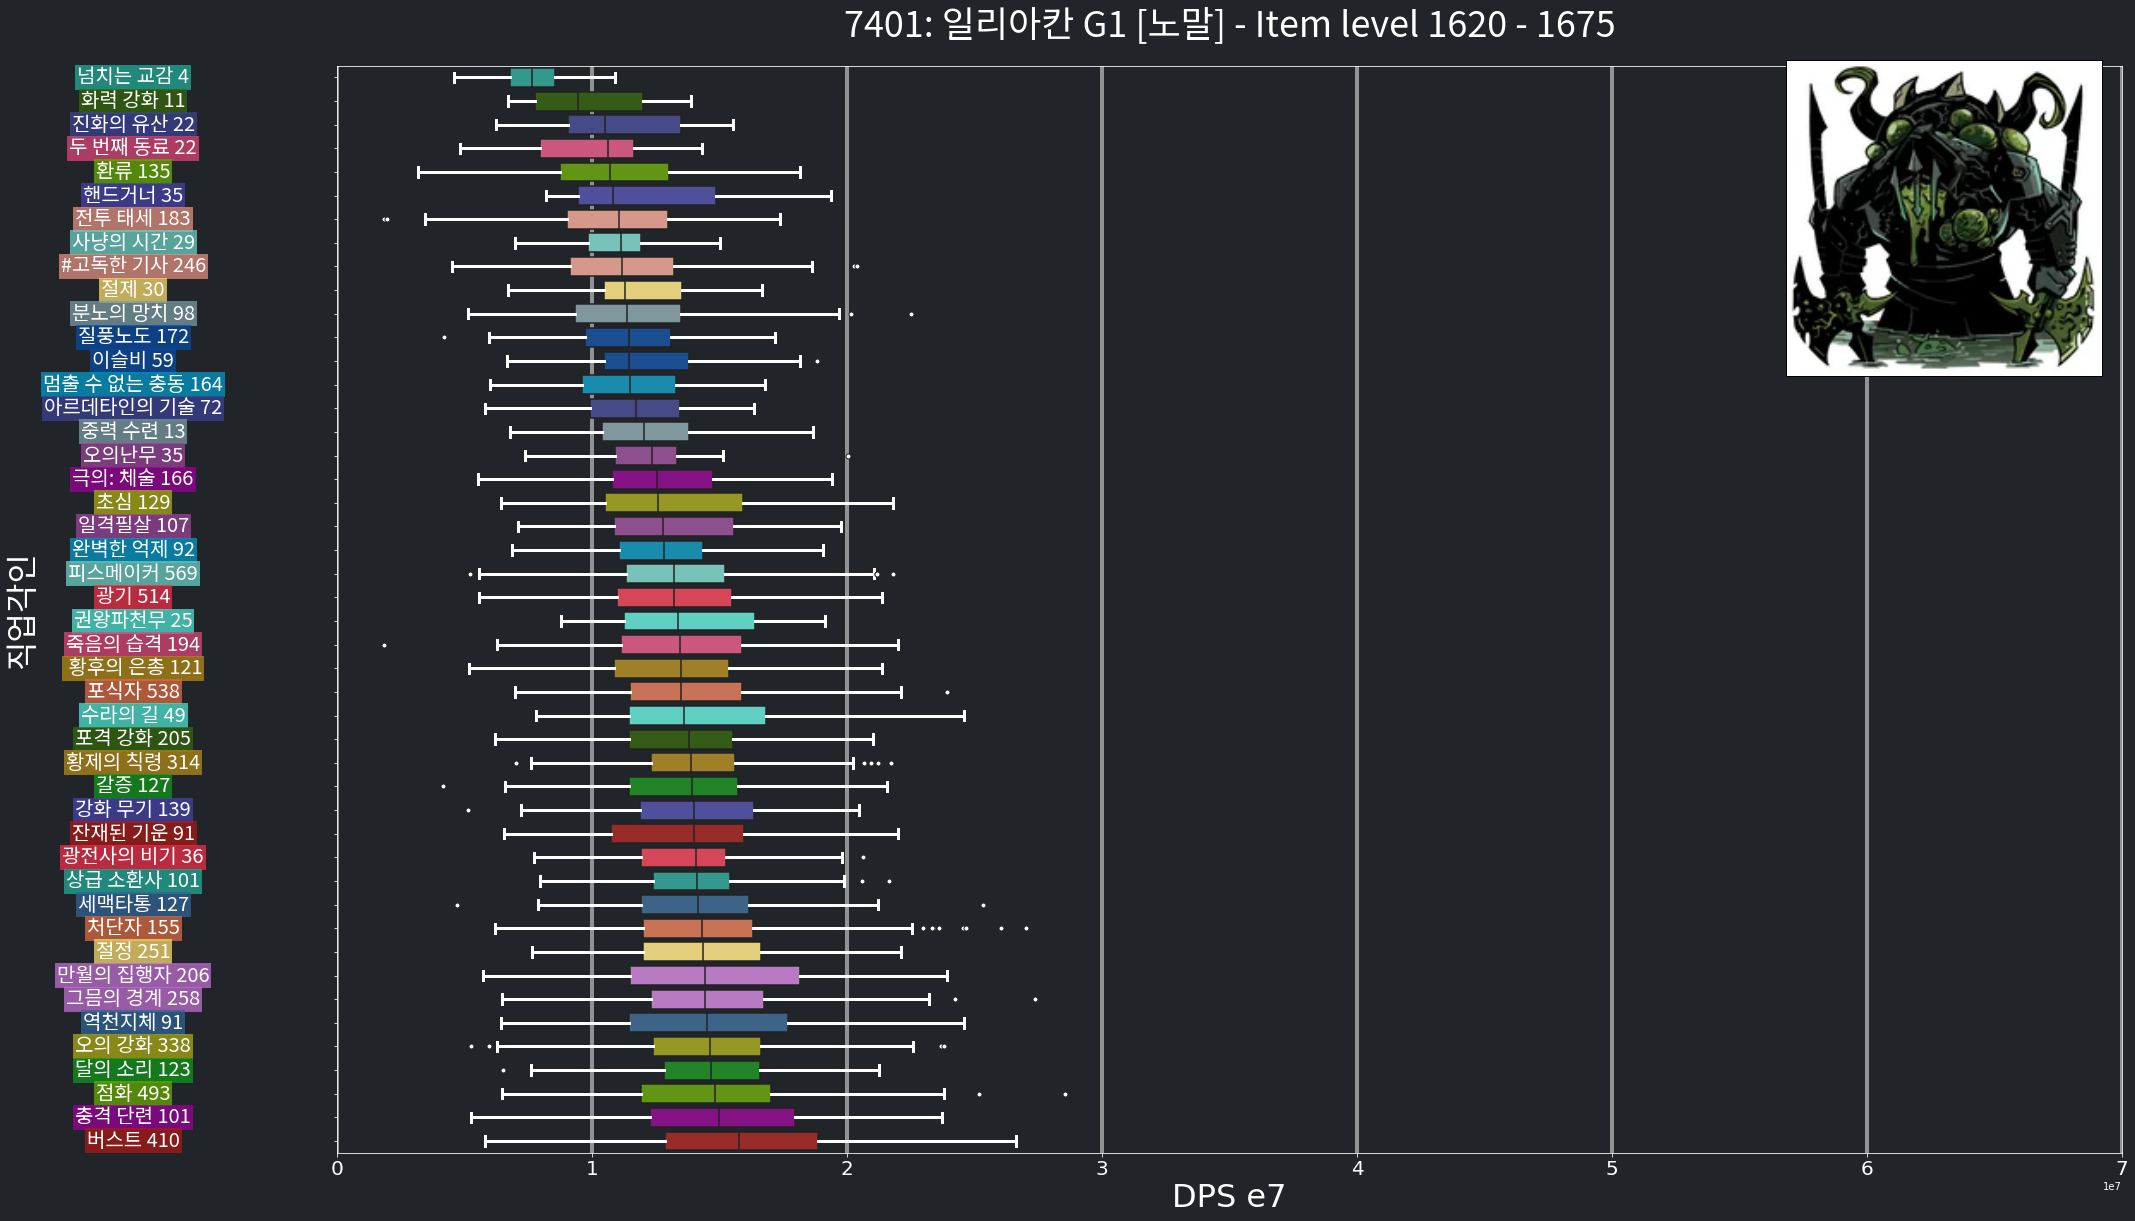 7401: 일리아칸 G1 [노말] - Item level 1620 - 1675
넘치는 교감 4
화력 강화 11
진화의 유산 22
두 번째 동료 22
환류 135
핸드거너 35
전투 태세 183
사냥의 시간 29
#고독한 기사 246
절제 30
분노의 망치 98
질풍노도 172
이슬비 59
멈출 수 없는 충동 164
아르데타인의 기술 72
중력 수련 13
오의난무 35
극의: 체술 166
초심 129
일격필살 107
완벽한 억제 92
피스메이커 569
광기 514
권왕파천무 25
죽음의 습격 194
황후의 은총 121
포식자 538
수라의 길 49
포격 강화 205
황제의 칙령 314
갈증 127
강화 무기 139
잔재된 기운 91
광전사의 비기 36
상급 소환사 101
세맥타통 127
처단자 155
절정 251
만월의 집행자 206
그믐의 경계 258
역천지체 91
오의 강화 338
달의 소리 123
점화 493
충격 단련 101
버스트 410
직업각인
0 1 2 3 4 5 6 7
1e7
DPS e7